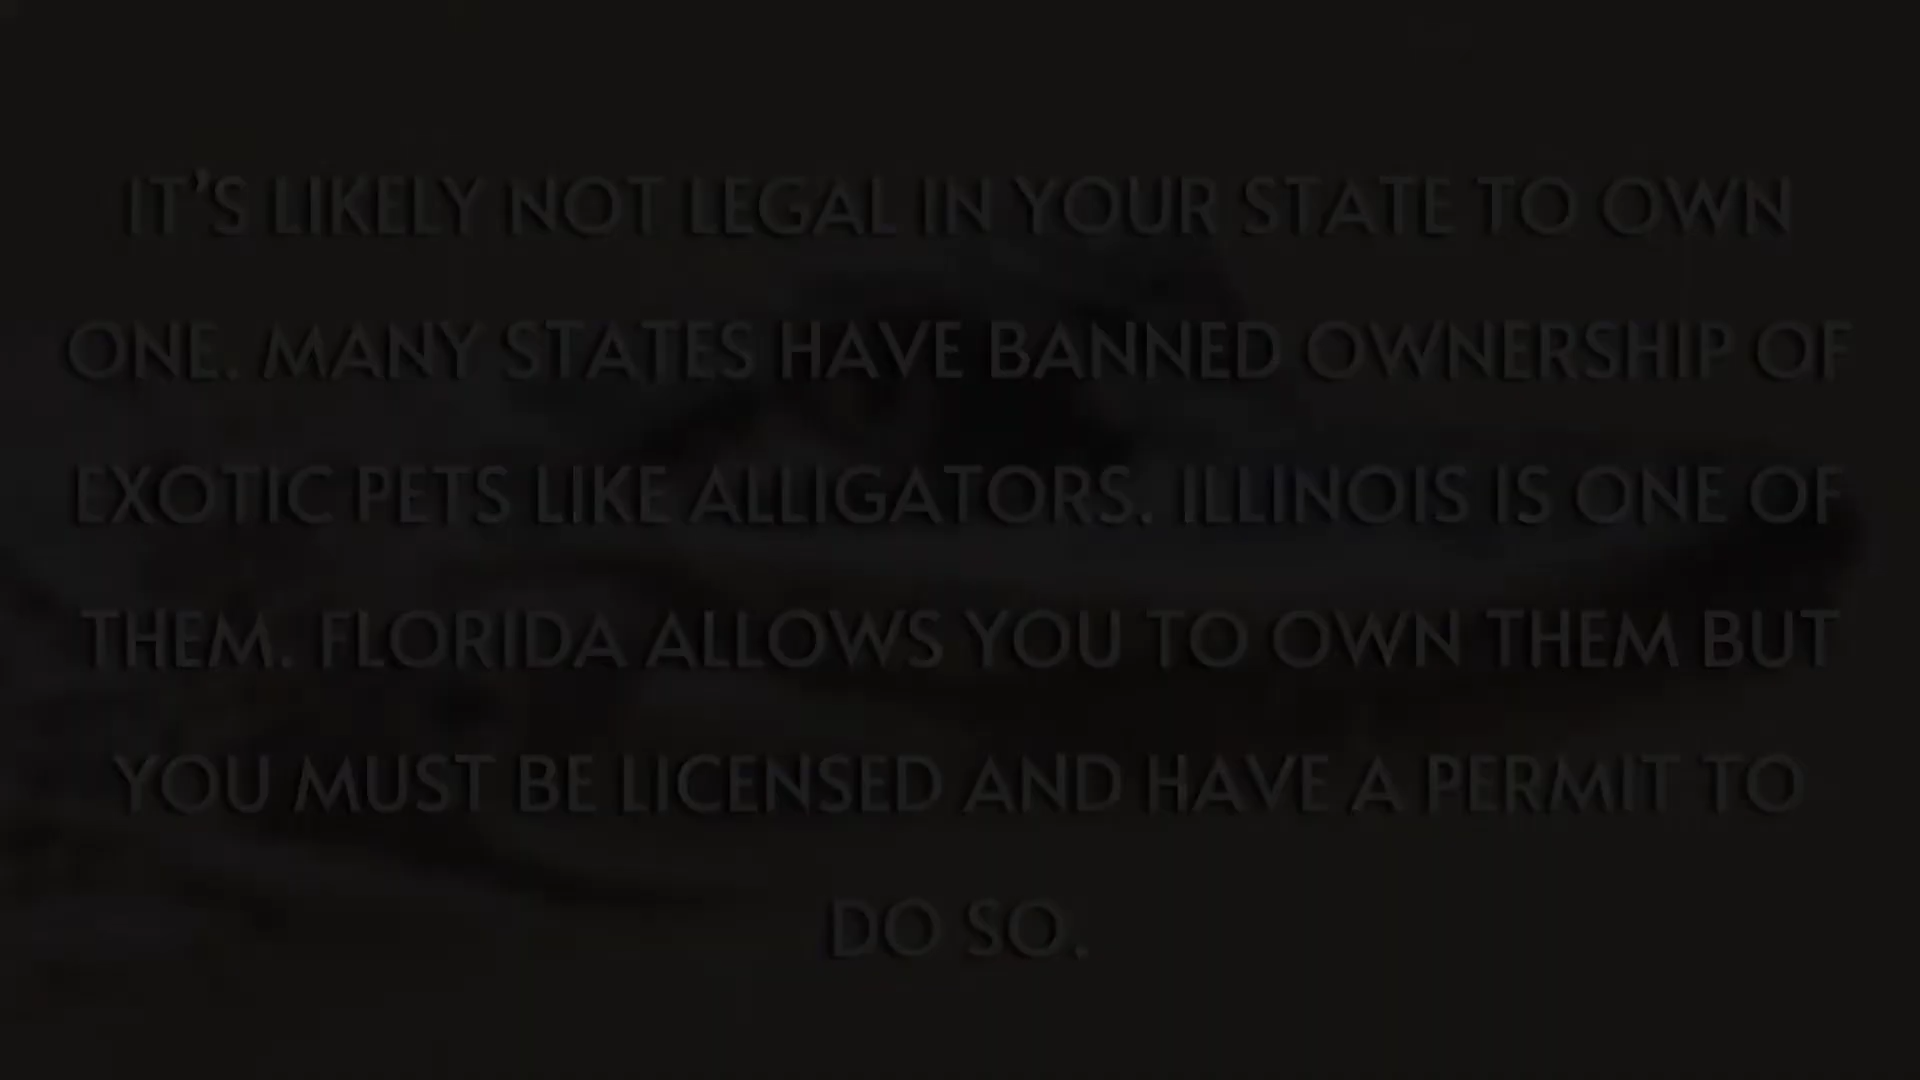 IT'S LIKELY NOT LEGAL IN YOUR STATE TO OWN
ONE. MANY STATES HAVE BANNED OWNERSHIP OF
EXOTIC PETS LIKE ALLIGATORS. ILLINOIS IS ONE OF
THEM. FLORIDA ALLOWS YOU TO OWN THEM BUT
YOU MUST BE LICENSED AND HAVE A PERMIT TO
DO SO.